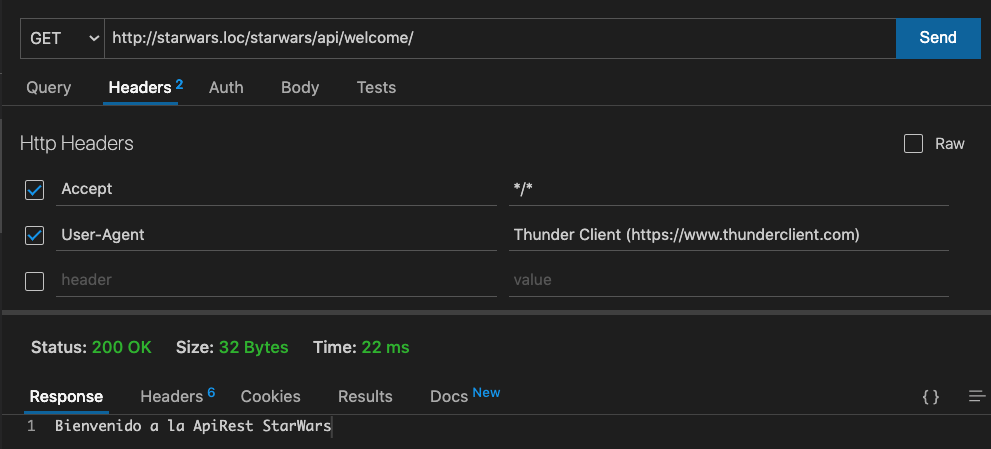 GET http://starwars.loc/starwars/api/welcome/ Send
Query Headers 2 Auth Body Tests
Http Headers Raw
Accept */*
User-Agent Thunder Client (https://www.thunderclient.com)
header value
Status: 200 OK Size: 32 Bytes Time: 22 ms
Response Headers 6 Cookies Results Docs New { }
1 Bienvenido a la ApiRest StarWars